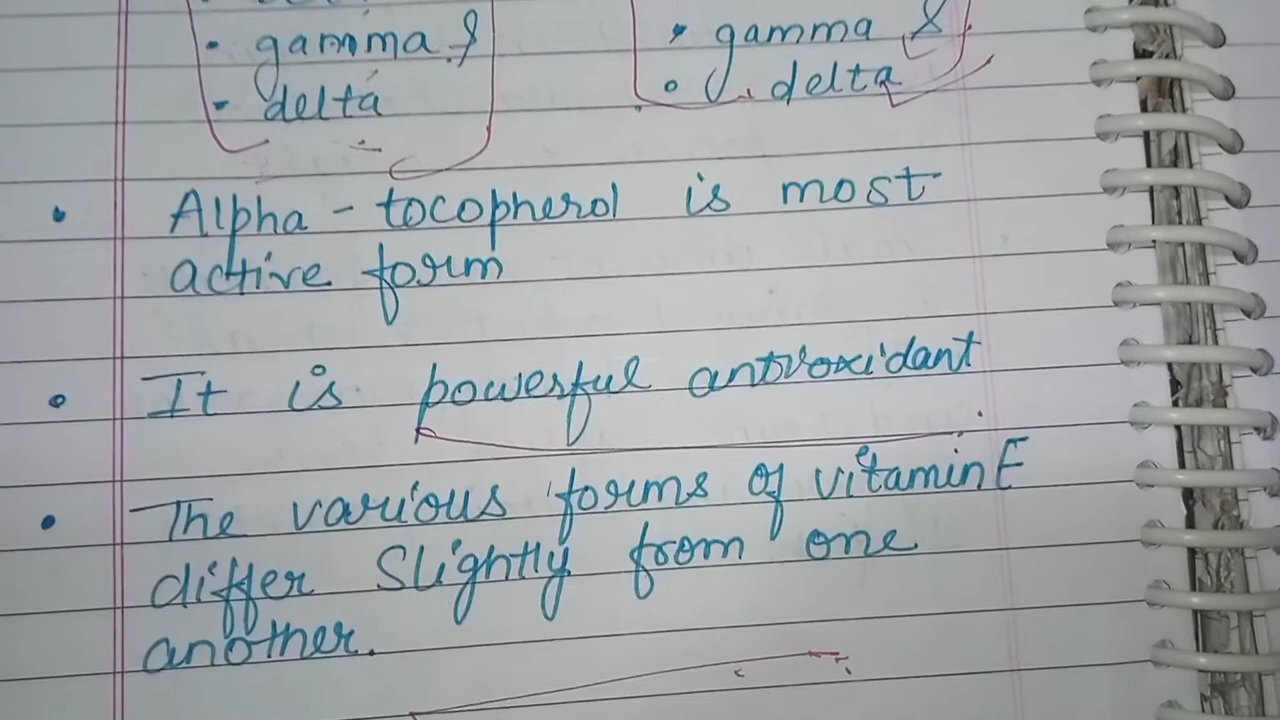 • gamma &
• delta
• gamma &
• delta
• Alpha - tocopherol is most
active form
• It is powerful antioxidant
• The various forms of vitamin E
differ slightly from one
another.